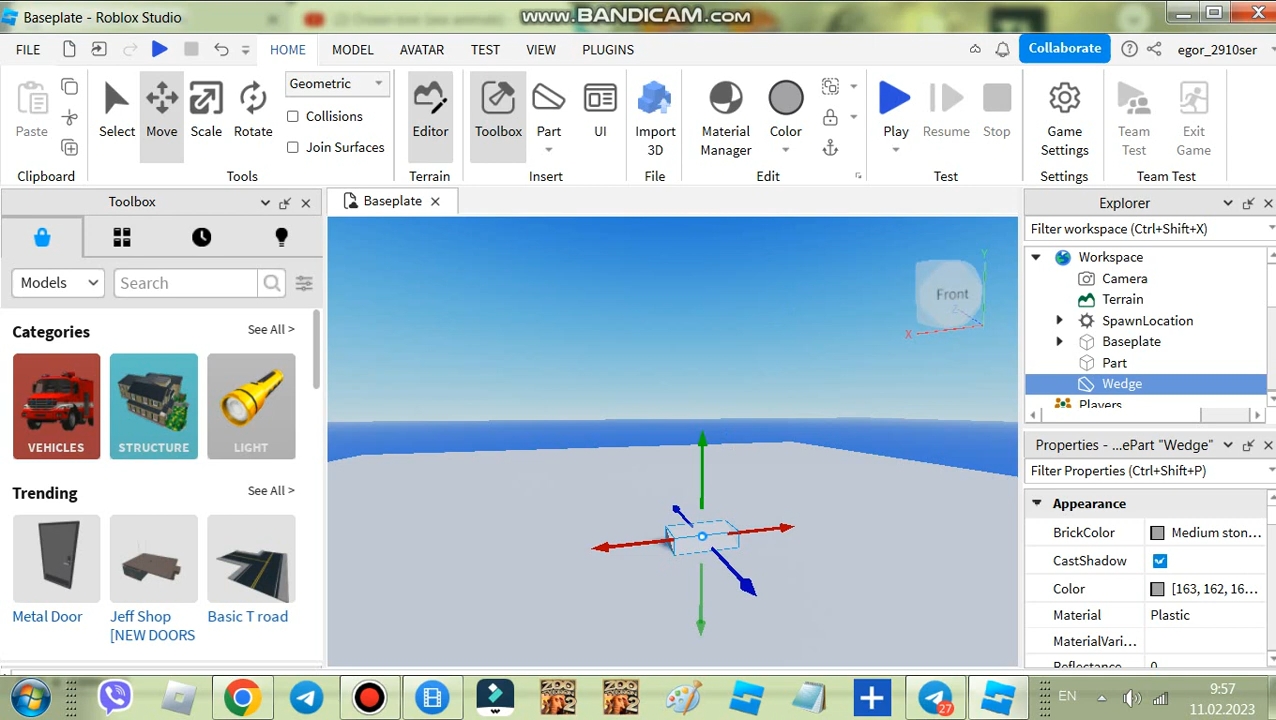 Baseplate - Roblox Studio
www.BANDICAM.com
FILE HOME MODEL AVATAR TEST VIEW PLUGINS Collaborate egor_2910ser
Paste Select Move Scale Rotate Geometric
Collisions
Join Surfaces
Editor Toolbox Part UI Import 3D Material Manager Color Play Resume Stop Game Settings Team Test Exit Game
Clipboard Tools Terrain Insert File Edit Test Settings Team Test
Toolbox
Models Search
Categories See All >
VEHICLES STRUCTURE LIGHT
Trending See All >
Metal Door Jeff Shop [NEW DOORS Basic T road
Baseplate
Front
X
Y
Z
Explorer
Filter workspace (Ctrl+Shift+X)
Workspace
Camera
Terrain
SpawnLocation
Baseplate
Part
Wedge
Players
Properties - ...ePart "Wedge"
Filter Properties (Ctrl+Shift+P)
Appearance
BrickColor Medium ston...
CastShadow
Color [163, 162, 16...
Material Plastic
MaterialVari...
Reflectance 0
ZOO 2 ZOO 2 27 EN 9:57
11.02.2023